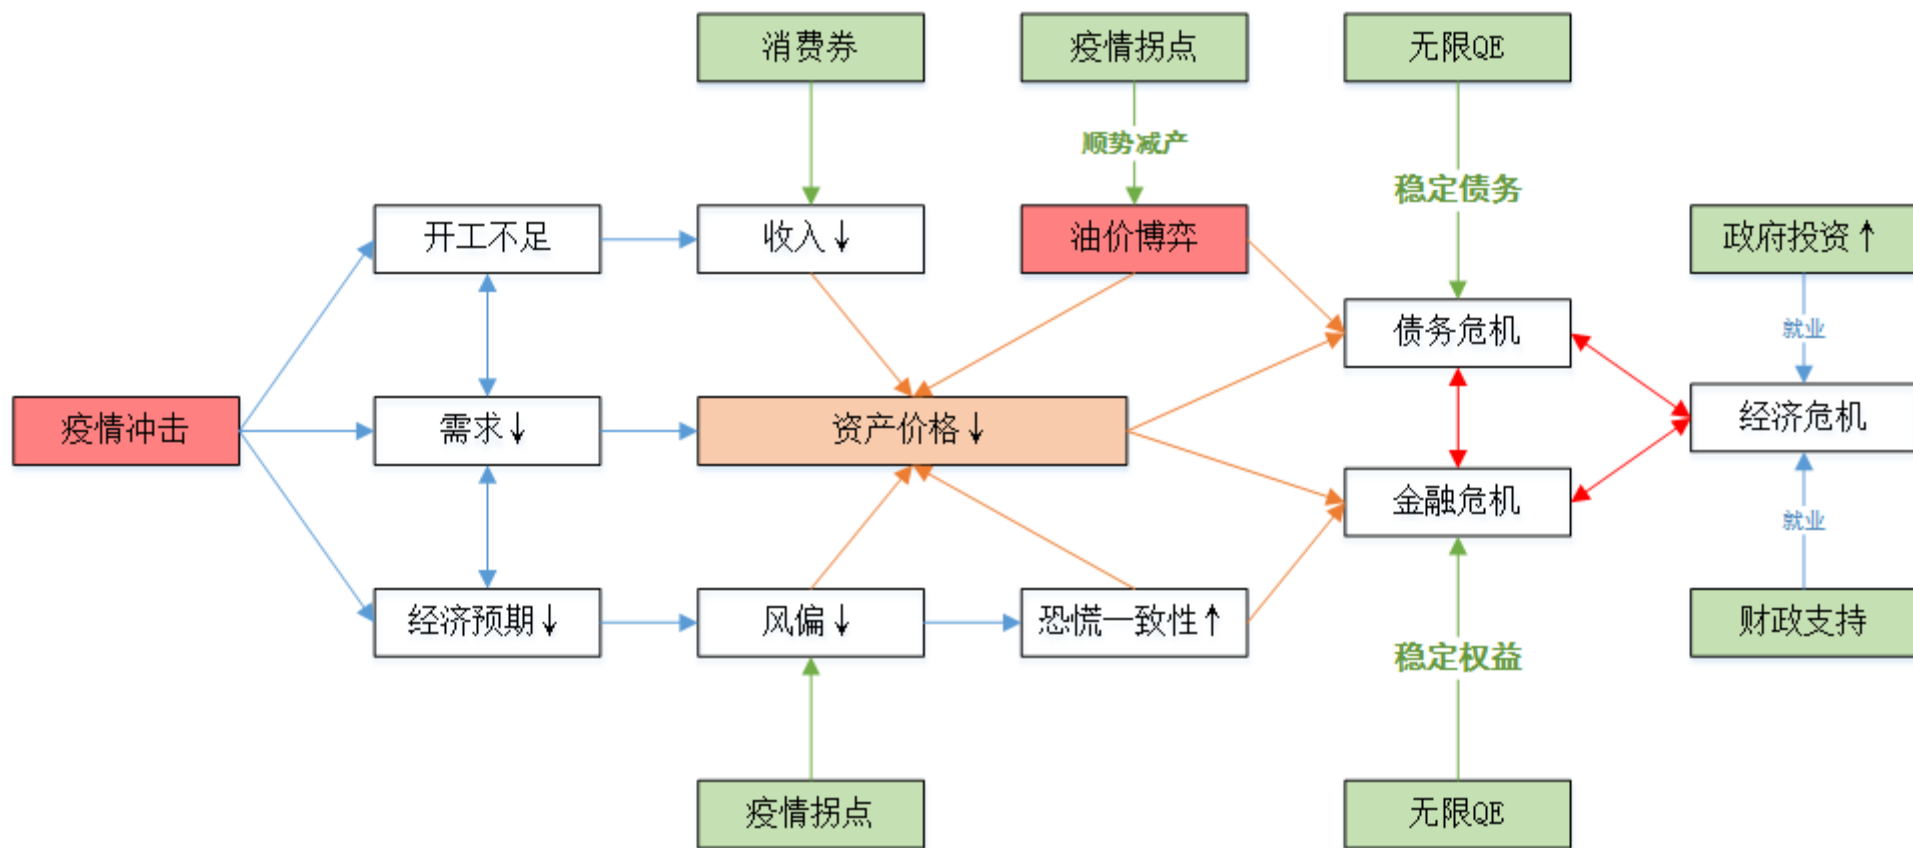 消费券
疫情拐点
无限QE
顺势减产
稳定债务
开工不足
收入↓
油价博弈
政府投资↑
债务危机
就业
疫情冲击
需求↓
资产价格↓
经济危机
金融危机
就业
经济预期↓
风偏↓
恐慌一致性↑
财政支持
稳定权益
疫情拐点
无限QE